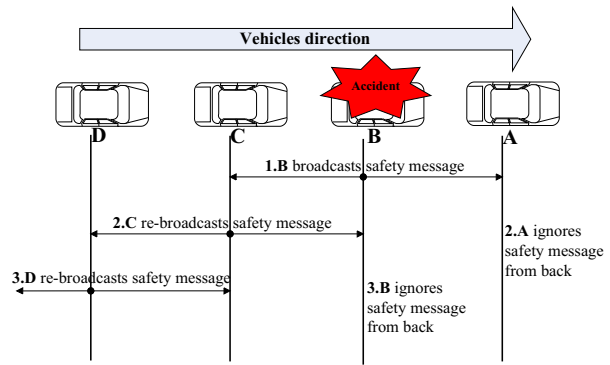 Vehicles direction
Accident
D
C
B
A
1.B broadcasts safety message
2.C re-broadcasts safety message
2.A ignores
safety message
from back
3.D re-broadcasts safety message
3.B ignores
safety message
from back